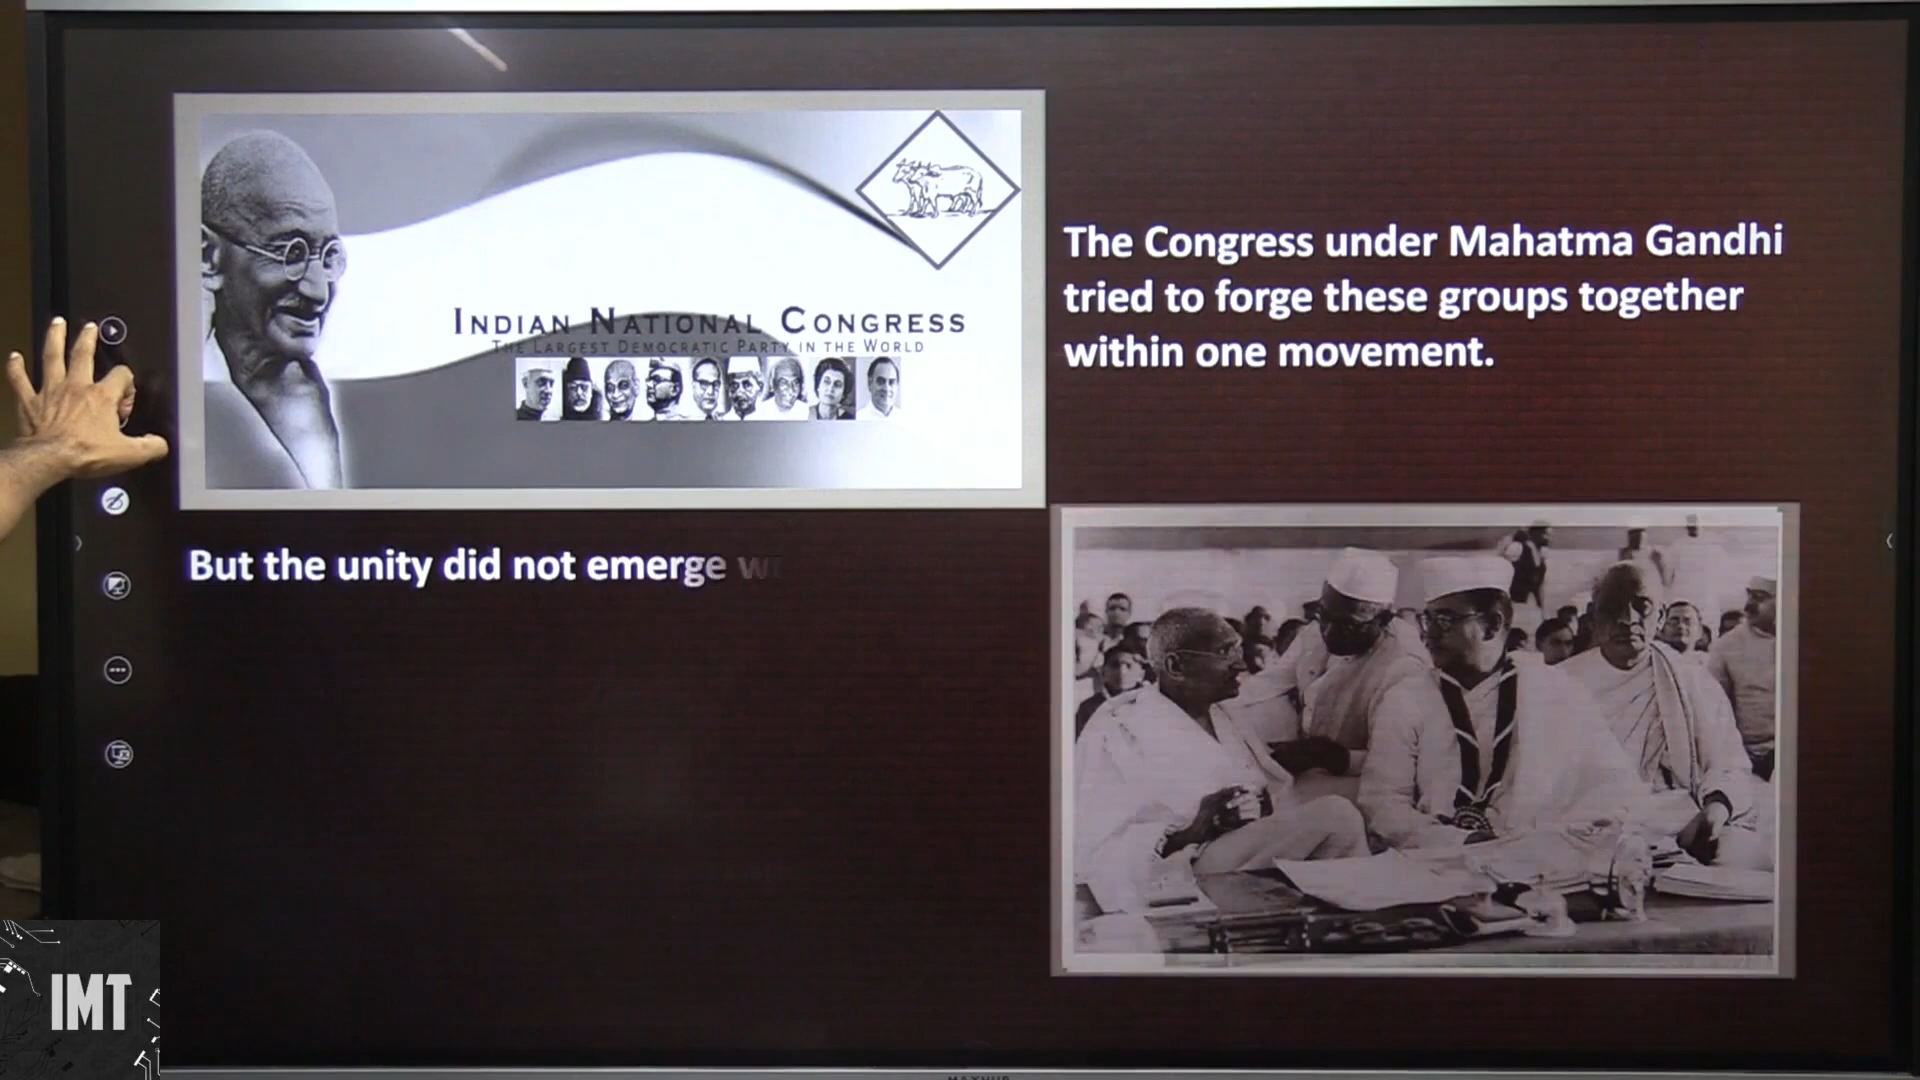 INDIAN NATIONAL CONGRESS
THE LARGEST DEMOCRATIC PARTY IN THE WORLD
The Congress under Mahatma Gandhi
tried to forge these groups together
within one movement.
But the unity did not emerge
IMT